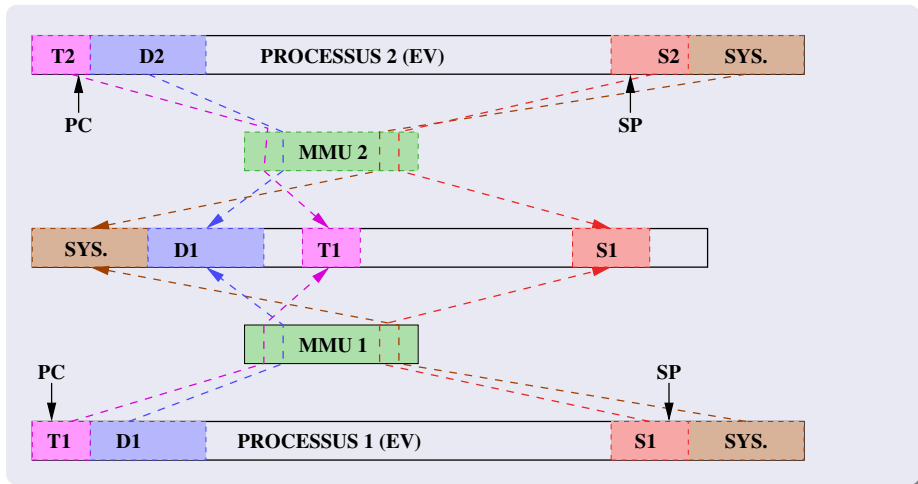 T2 D2 PROCESSUS 2 (EV) S2 SYS.
PC SP
MMU 2
SYS. D1 T1 S1
MMU 1
PC SP
T1 D1 PROCESSUS 1 (EV) S1 SYS.